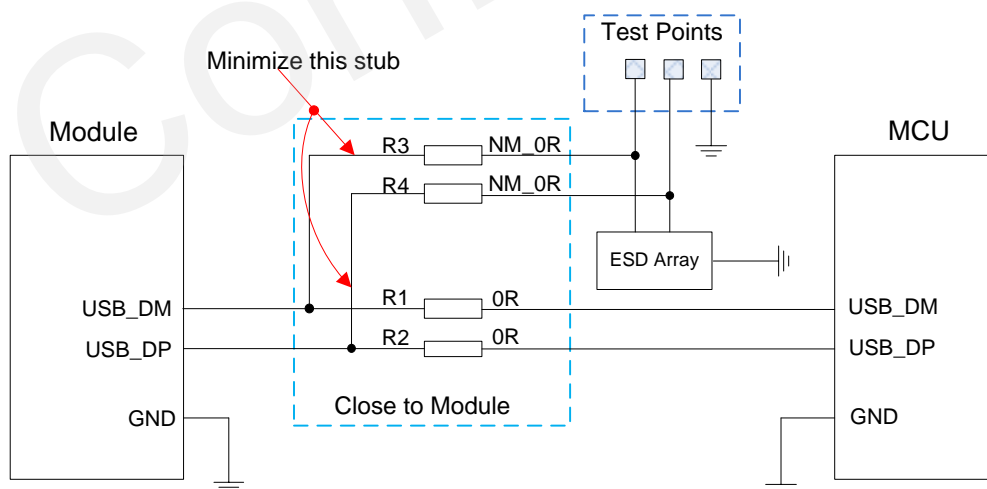 Test Points
Minimize this stub
Module
MCU
R3 NM_0R
R4 NM_0R
ESD Array
USB_DM R1 0R USB_DM
USB_DP R2 0R USB_DP
Close to Module
GND GND